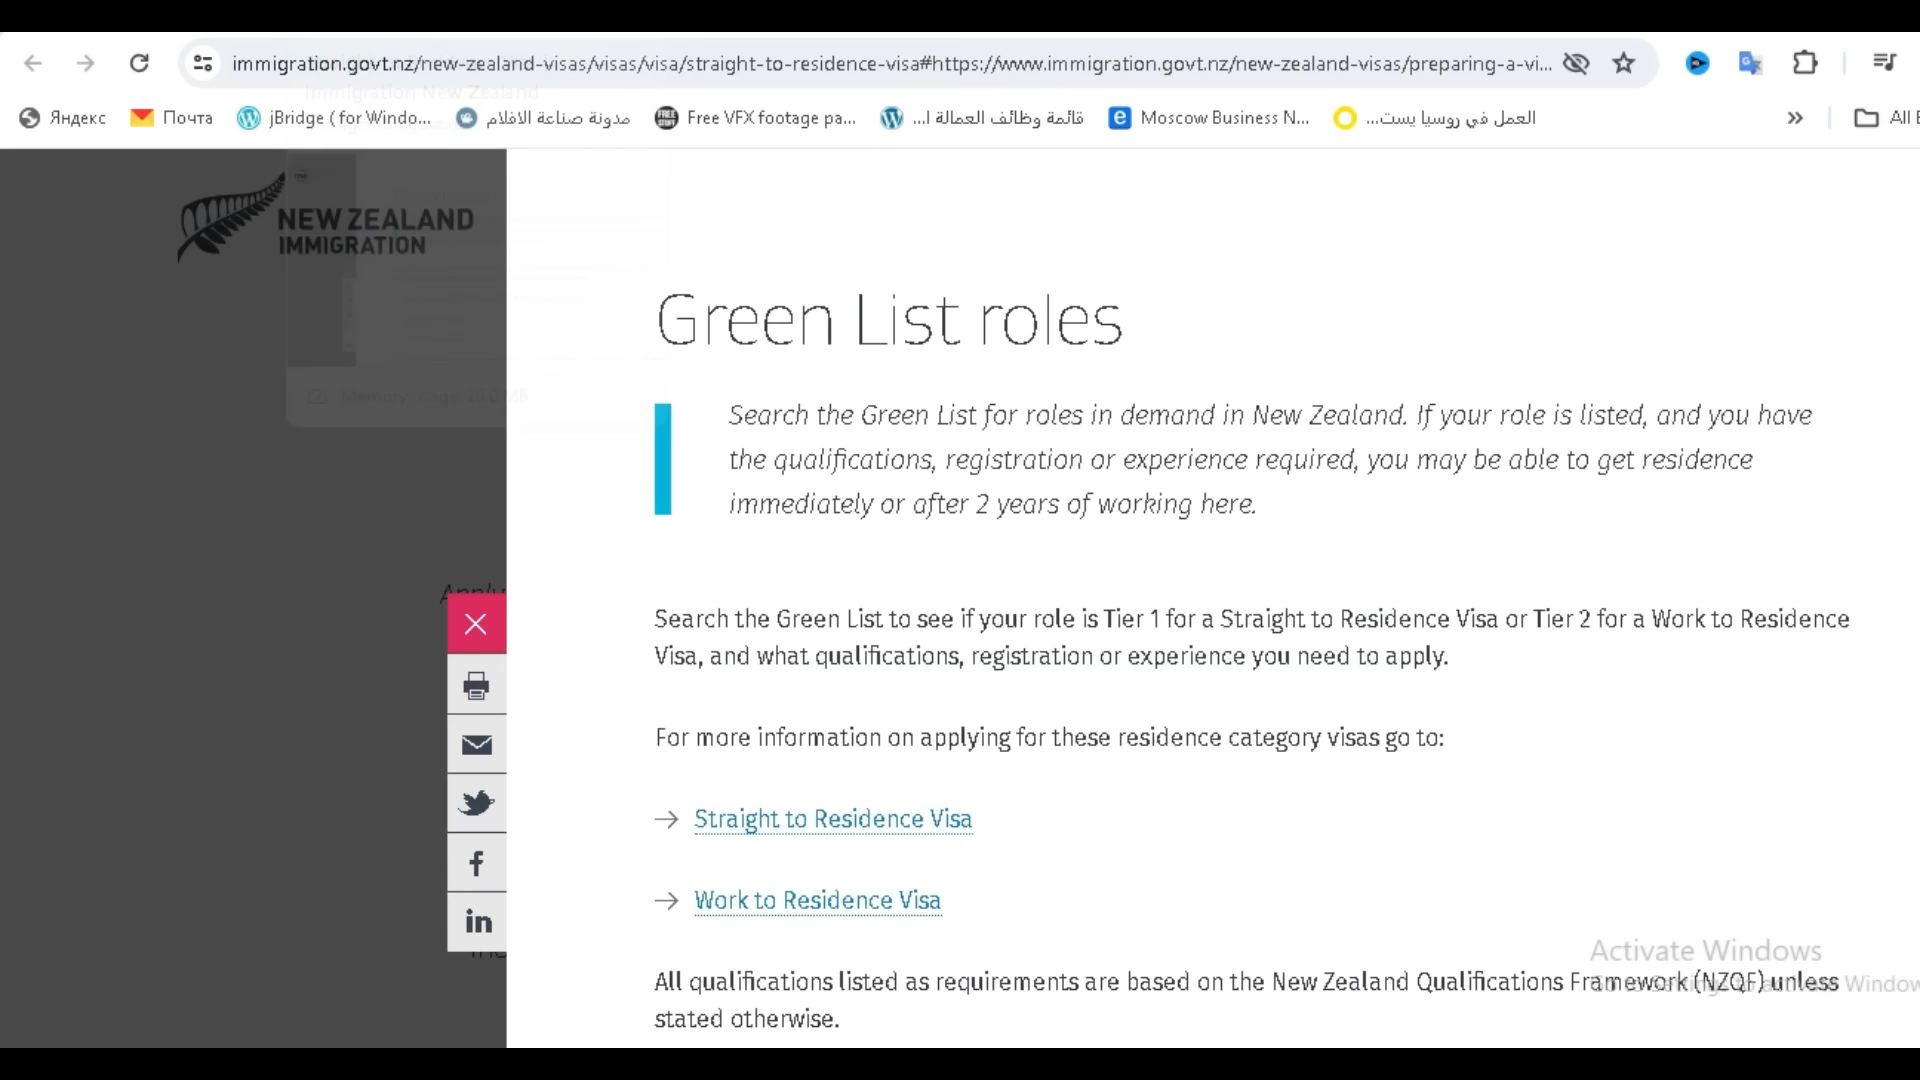 immigration.govt.nz/new-zealand-visas/visas/visa/straight-to-residence-visa#https://www.immigration.govt.nz/new-zealand-visas/preparing-a-vi...
Яндекс
Почта
jBridge ( for Windo...
مدونة صناعة الافلام
Free VFX footage pa...
قائمة وظائف العمالة ا...
Moscow Business N...
العمل في روسيا يست...
All
NEW ZEALAND
IMMIGRATION
Green List roles
Search the Green List for roles in demand in New Zealand. If your role is listed, and you have
the qualifications, registration or experience required, you may be able to get residence
immediately or after 2 years of working here.
Search the Green List to see if your role is Tier 1 for a Straight to Residence Visa or Tier 2 for a Work to Residence
Visa, and what qualifications, registration or experience you need to apply.
For more information on applying for these residence category visas go to:
Straight to Residence Visa
Work to Residence Visa
Activate Windows
All qualifications listed as requirements are based on the New Zealand Qualifications Framework (NZQF) unless
stated otherwise.